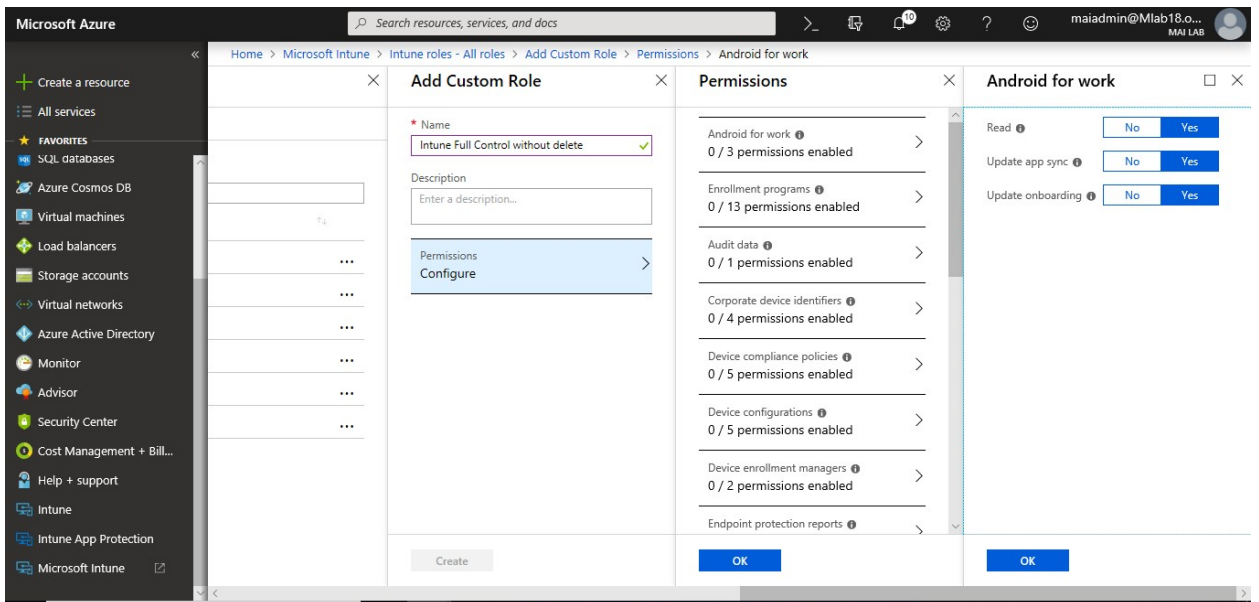 Microsoft Azure
Search resources, services, and docs
10
maiadmin@Mlab18.o...
MAI LAB
Home > Microsoft Intune > Intune roles - All roles > Add Custom Role > Permissions > Android for work
Create a resource
All services
FAVORITES
SQL databases
Azure Cosmos DB
Virtual machines
Load balancers
Storage accounts
Virtual networks
Azure Active Directory
Monitor
Advisor
Security Center
Cost Management + Bill...
Help + support
Intune
Intune App Protection
Microsoft Intune
Add Custom Role
* Name
Intune Full Control without delete
Description
Enter a description...
Permissions
Configure
Create
Permissions
Android for work
0 / 3 permissions enabled
Enrollment programs
0 / 13 permissions enabled
Audit data
0 / 1 permissions enabled
Corporate device identifiers
0 / 4 permissions enabled
Device compliance policies
0 / 5 permissions enabled
Device configurations
0 / 5 permissions enabled
Device enrollment managers
0 / 2 permissions enabled
Endpoint protection reports
OK
Android for work
Read No Yes
Update app sync No Yes
Update onboarding No Yes
OK